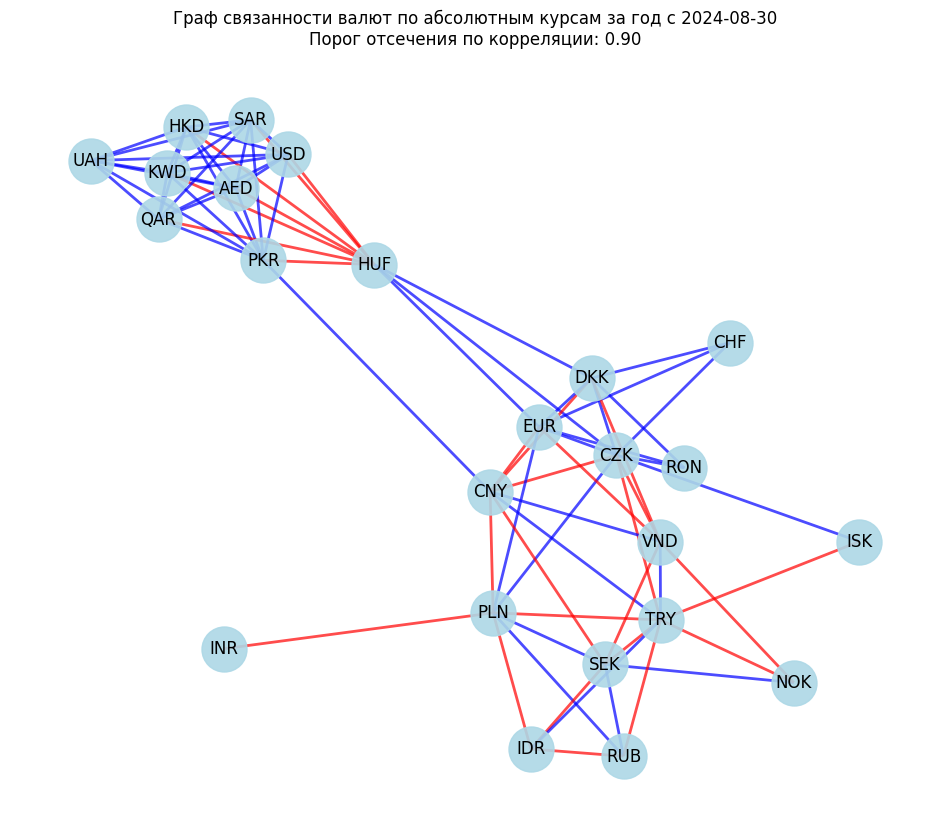 Граф связанности валют по абсолютным курсам за год с 2024-08-30
Порог отсечения по корреляции: 0.90
SAR
HKD
USD
UAH
KWD
AED
QAR
PKR
HUF
CHF
DKK
EUR
CZK
RON
CNY
VND
ISK
PLN
TRY
INR
SEK
NOK
IDR
RUB